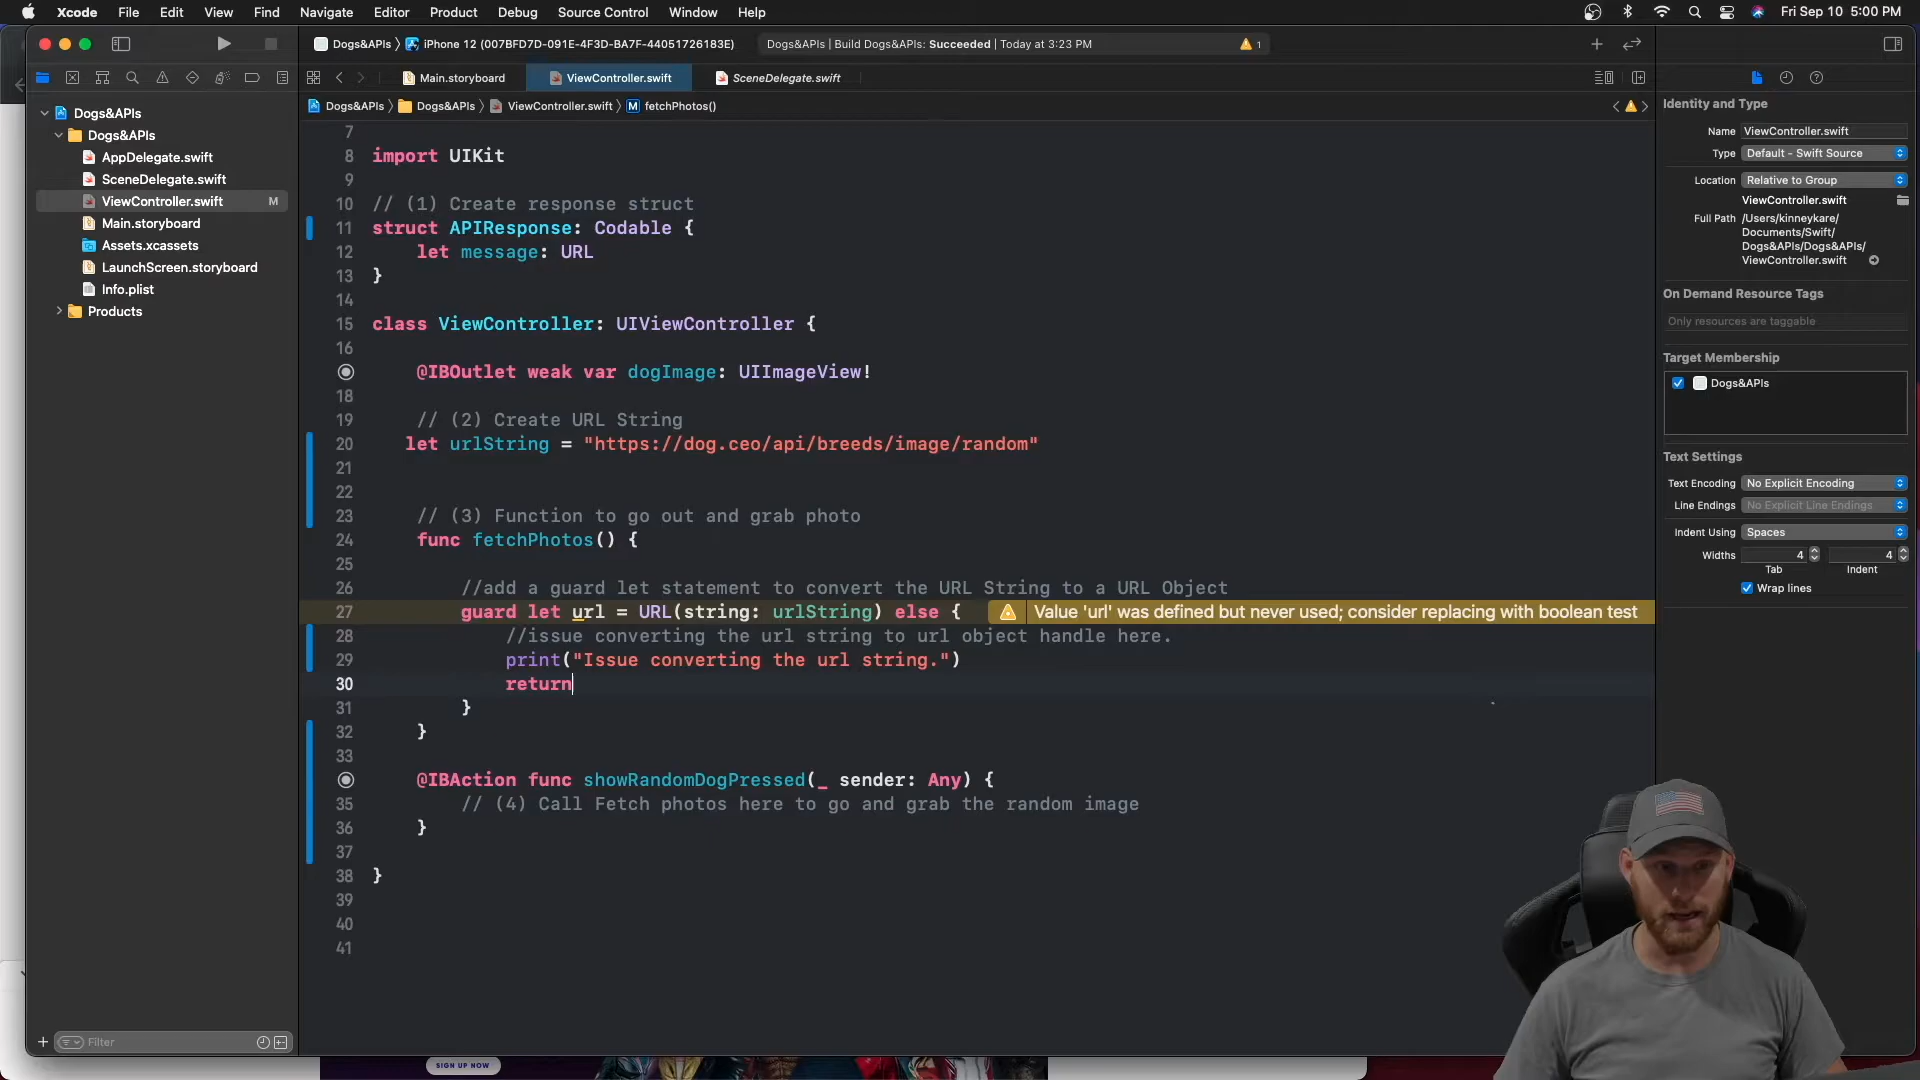 Xcode File Edit View Find Navigate Editor Product Debug Source Control Window Help Fri Sep 10 5:00 PM
Dogs&APIs iPhone 12 (007BFD7D-091E-4F3D-BA7F-44051726183E) Dogs&APIs | Build Dogs&APIs: Succeeded | Today at 3:23 PM 1
Main.storyboard ViewController.swift SceneDelegate.swift
Dogs&APIs Dogs&APIs ViewController.swift M fetchPhotos()
Dogs&APIs
Dogs&APIs
AppDelegate.swift
SceneDelegate.swift
ViewController.swift M
Main.storyboard
Assets.xcassets
LaunchScreen.storyboard
Info.plist
Products
Filter
7
8 import UIKit
9
10 // (1) Create response struct
11 struct APIResponse: Codable {
12 let message: URL
13 }
14
15 class ViewController: UIViewController {
16
@IBOutlet weak var dogImage: UIImageView!
18
19 // (2) Create URL String
20 let urlString = "https://dog.ceo/api/breeds/image/random"
21
22
23 // (3) Function to go out and grab photo
24 func fetchPhotos() {
25
26 //add a guard let statement to convert the URL String to a URL Object
27 guard let url = URL(string: urlString) else { Value 'url' was defined but never used; consider replacing with boolean test
28 //issue converting the url string to url object handle here.
29 print("Issue converting the url string.")
30 return
31 }
32 }
33
@IBAction func showRandomDogPressed(_ sender: Any) {
35 // (4) Call Fetch photos here to go and grab the random image
36 }
37
38 }
39
40
41
Identity and Type
Name ViewController.swift
Type Default - Swift Source
Location Relative to Group
ViewController.swift
Full Path /Users/kinneykare/
Documents/Swift/
Dogs&APIs/Dogs&APIs/
ViewController.swift
On Demand Resource Tags
Only resources are taggable
Target Membership
Dogs&APIs
Text Settings
Text Encoding No Explicit Encoding
Line Endings No Explicit Line Endings
Indent Using Spaces
Widths 4 4
Tab Indent
Wrap lines
SIGN UP NOW